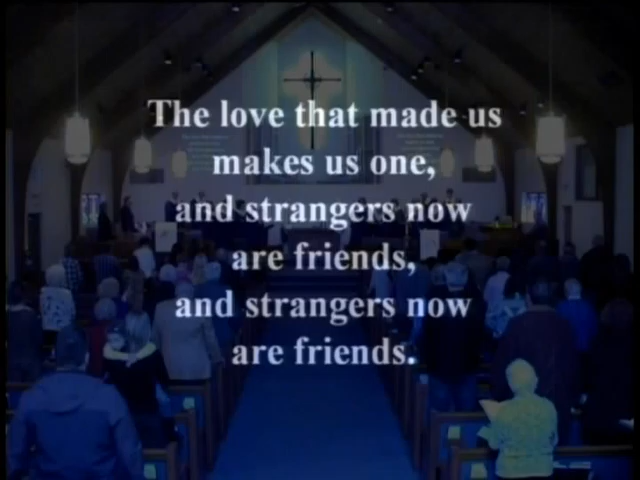 The love that made us
makes us one,
and strangers now
are friends,
and strangers now
are friends.